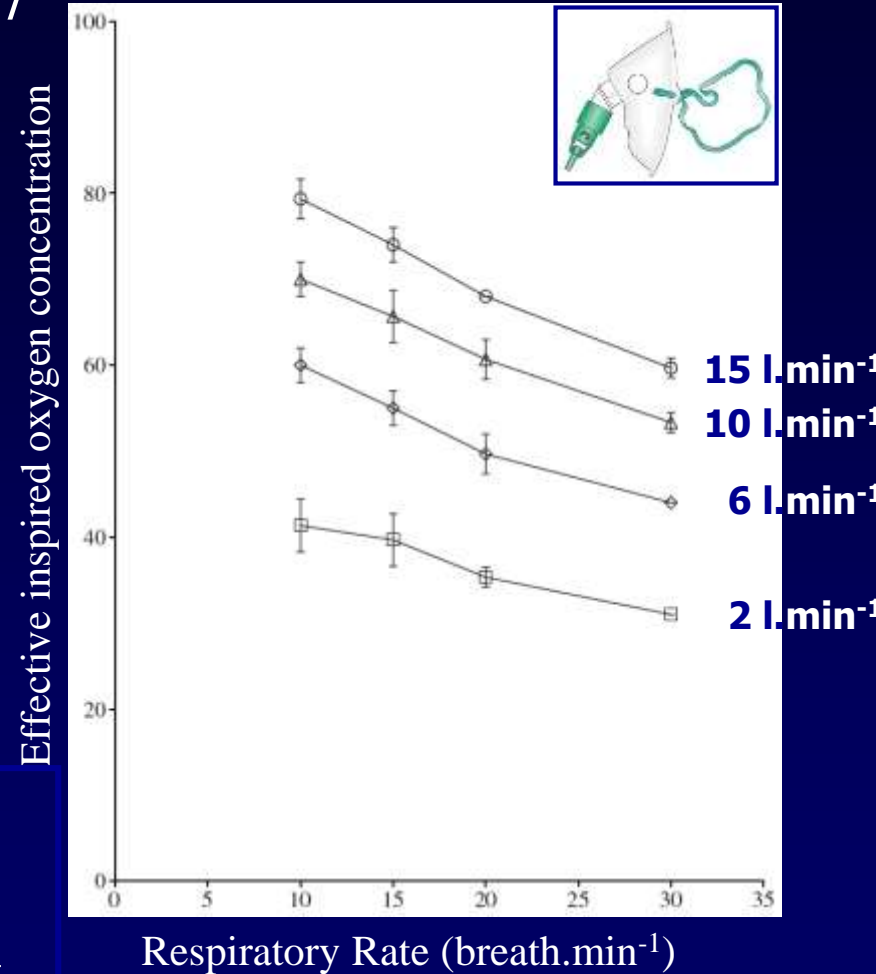 100
80
60
40
20
0
0 5 10 15 20 25 30 35
Effective inspired oxygen concentration
Respiratory Rate (breath.min-1)
15 l.min-1
10 l.min-1
6 l.min-1
2 l.min-1